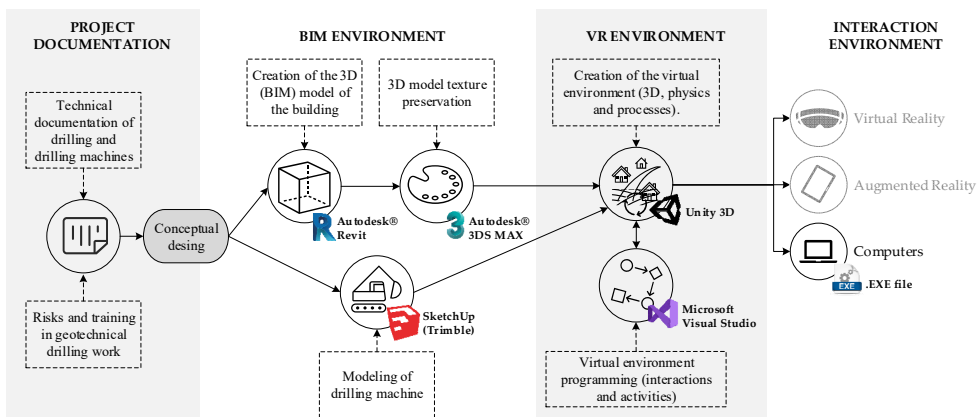 PROJECT
DOCUMENTATION
Technical
documentation of
drilling and
drilling machines
Conceptual
desing
Risks and training
in geotechnical
drilling work
BIM ENVIRONMENT
Creation of the 3D
(BIM) model of
the building
3D model texture
preservation
R
Autodesk®
Revit
3
Autodesk®
3DS MAX
SketchUp
(Trimble)
Modeling of
drilling machine
VR ENVIRONMENT
Creation of the virtual
environment (3D, physics
and processes).
Unity 3D
Microsoft
Visual Studio
Virtual environment
programming (interactions
and activities)
INTERACTION
ENVIRONMENT
Virtual Reality
Augmented Reality
Computers
EXE
.EXE file